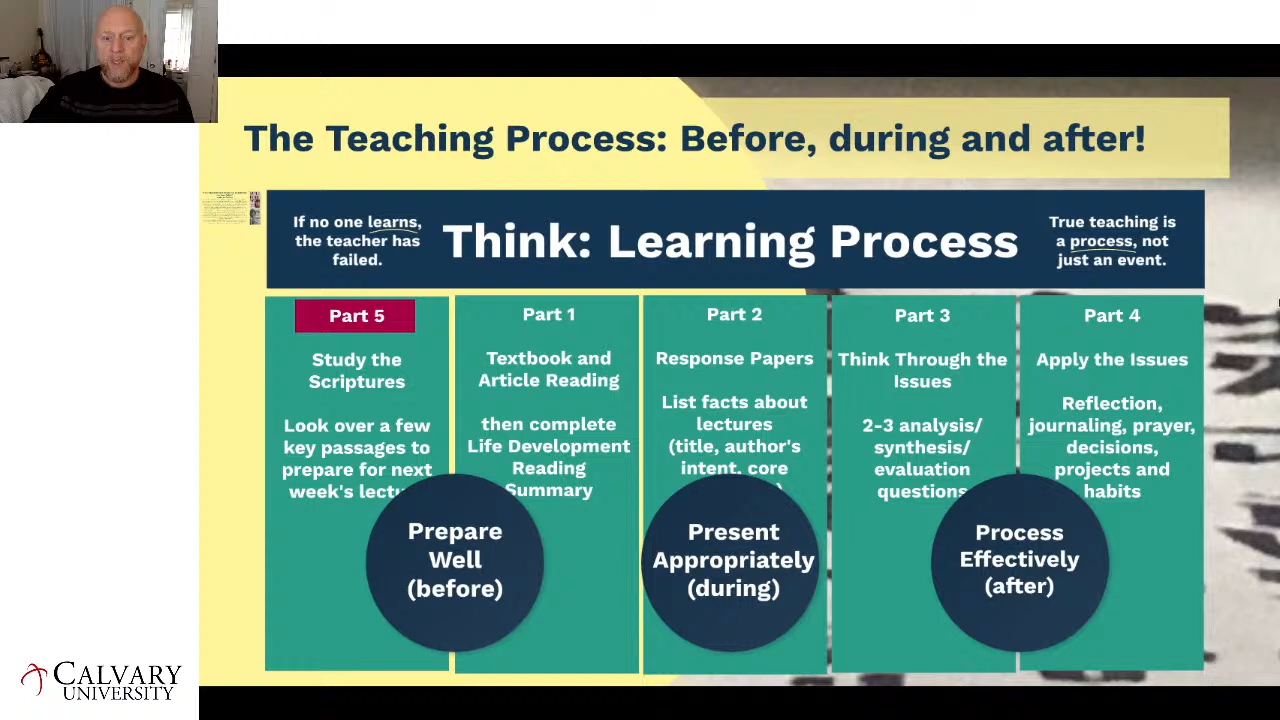 The Teaching Process: Before, during and after!
If no one learns,
the teacher has
failed.
Think: Learning Process
True teaching is
a process, not
just an event.
Part 5
Study the
Scriptures
Look over a few
key passages to
prepare for next
week's
Part 1
Textbook and
Article Reading
then complete
Life Development
Reading
Summary
Part 2
Response Papers
List facts about
lectures
(title, author's
intent, core
Part 3
Think Through the
Issues
2-3 analysis/
synthesis/
evaluation
questions
Part 4
Apply the Issues
Reflection,
journaling, prayer,
decisions,
projects and
habits
Prepare
Well
(before)
Present
Appropriately
(during)
Process
Effectively
(after)
CALVARY
UNIVERSITY